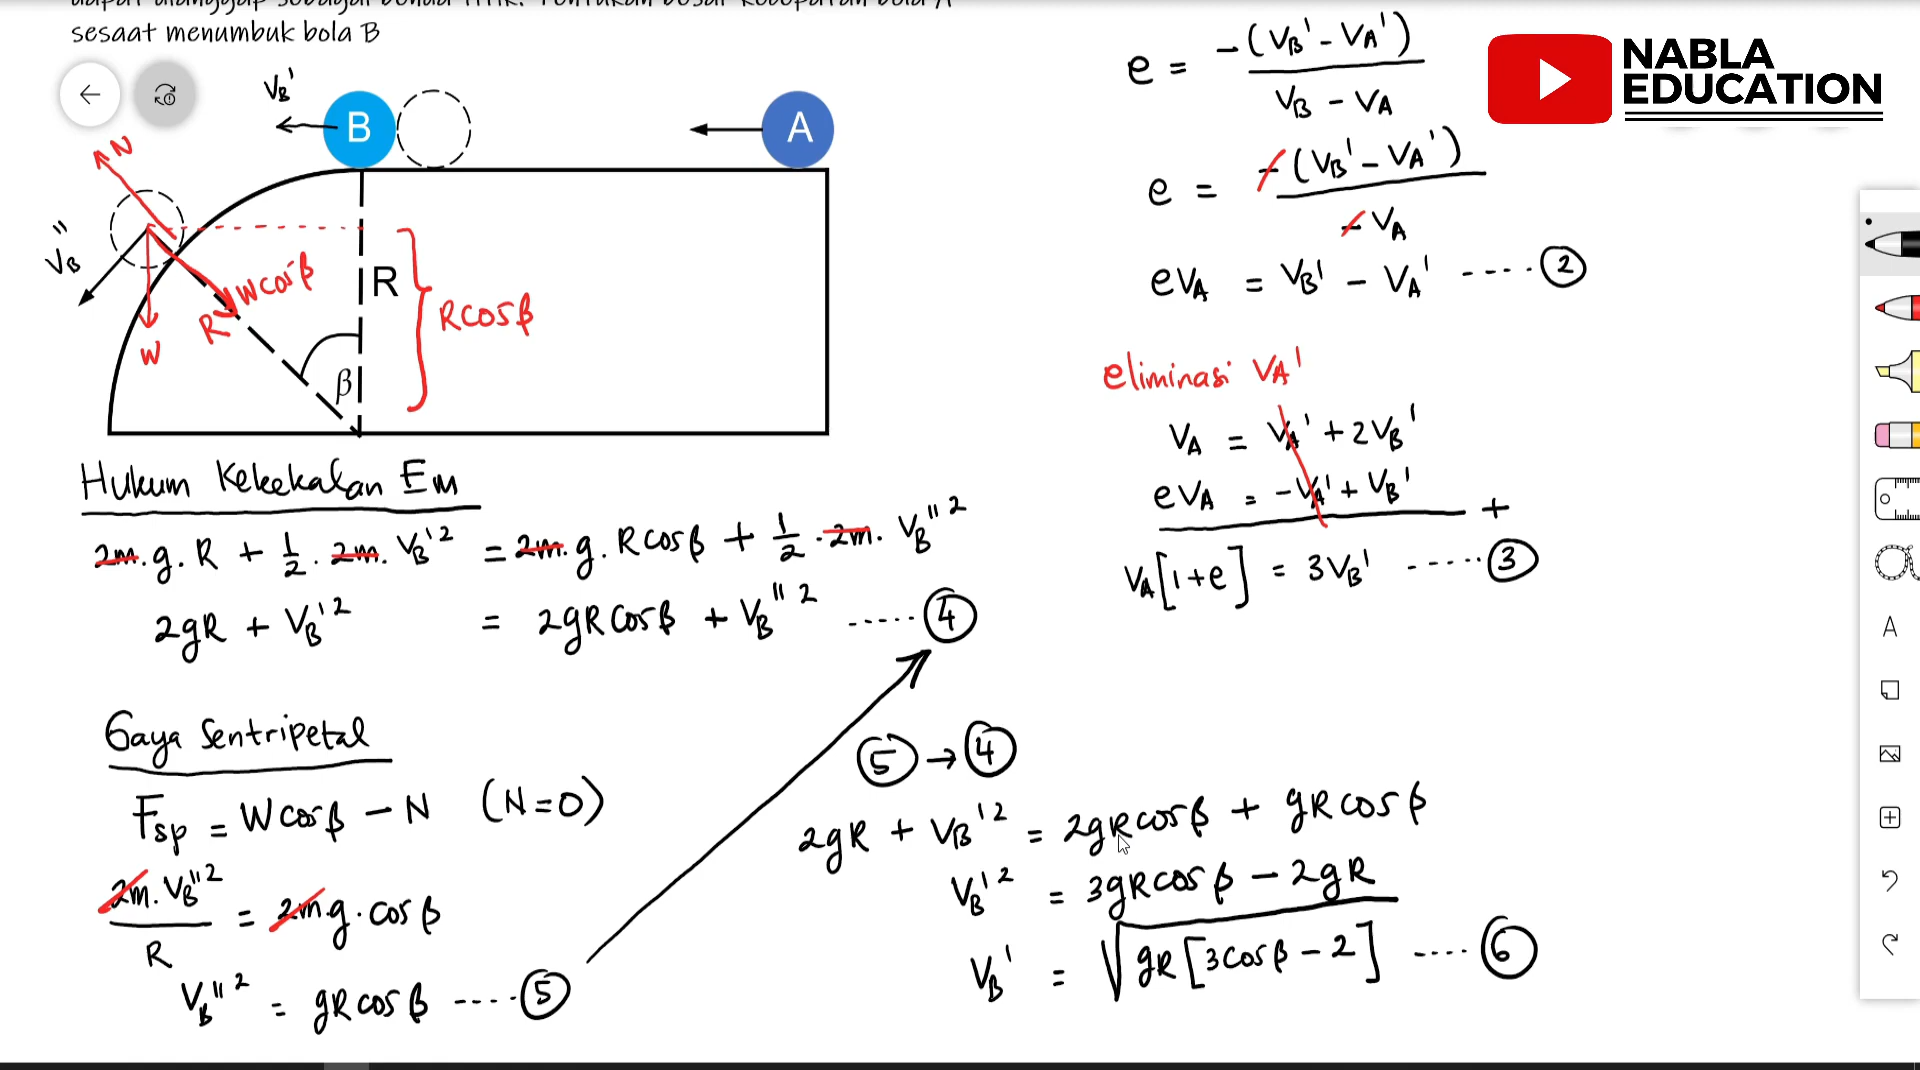 sesaat menumbuk bola B
NABLA
EDUCATION
V_B'
B
A
N
V_B''
W cos β
R
W
R
R cos β
β
e = -(V_B' - V_A') / (V_B - V_A)
e = -(V_B' - V_A') / -V_A
eV_A = V_B' - V_A' ---- ②
eliminasi V_A'
V_A = V_A' + 2V_B'
eV_A = -V_A' + V_B'
+
V_A[1+e] = 3V_B' ----- ③
Hukum Kekekalan Em
2m.g.R + 1/2 . 2m. V_B'² = 2m.g. R cos β + 1/2 . 2m. V_B''²
2gR + V_B'² = 2gR cos β + V_B''² ----- ④
Gaya Sentripetal
F_sp = W cos β - N (N=0)
2m. V_B''² / R = 2m.g. cos β
V_B''² = gR cos β ---- ⑤
⑤ → ④
2gR + V_B'² = 2gR cos β + gR cos β
V_B'² = 3gR cos β - 2gR
V_B' = √gR[3cos β - 2] ---- ⑥
A